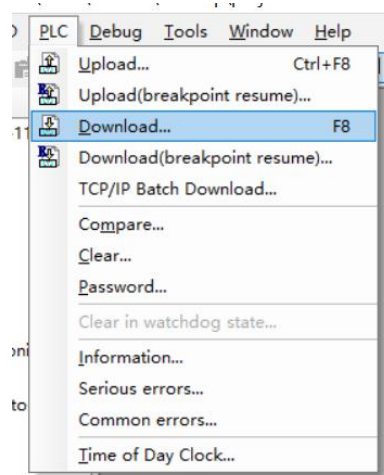 PLC Debug Tools Window Help
Upload... Ctrl+F8
Upload(breakpoint resume)...
Download... F8
Download(breakpoint resume)...
TCP/IP Batch Download...
Compare...
Clear...
Password...
Clear in watchdog state...
Information...
Serious errors...
Common errors...
Time of Day Clock...